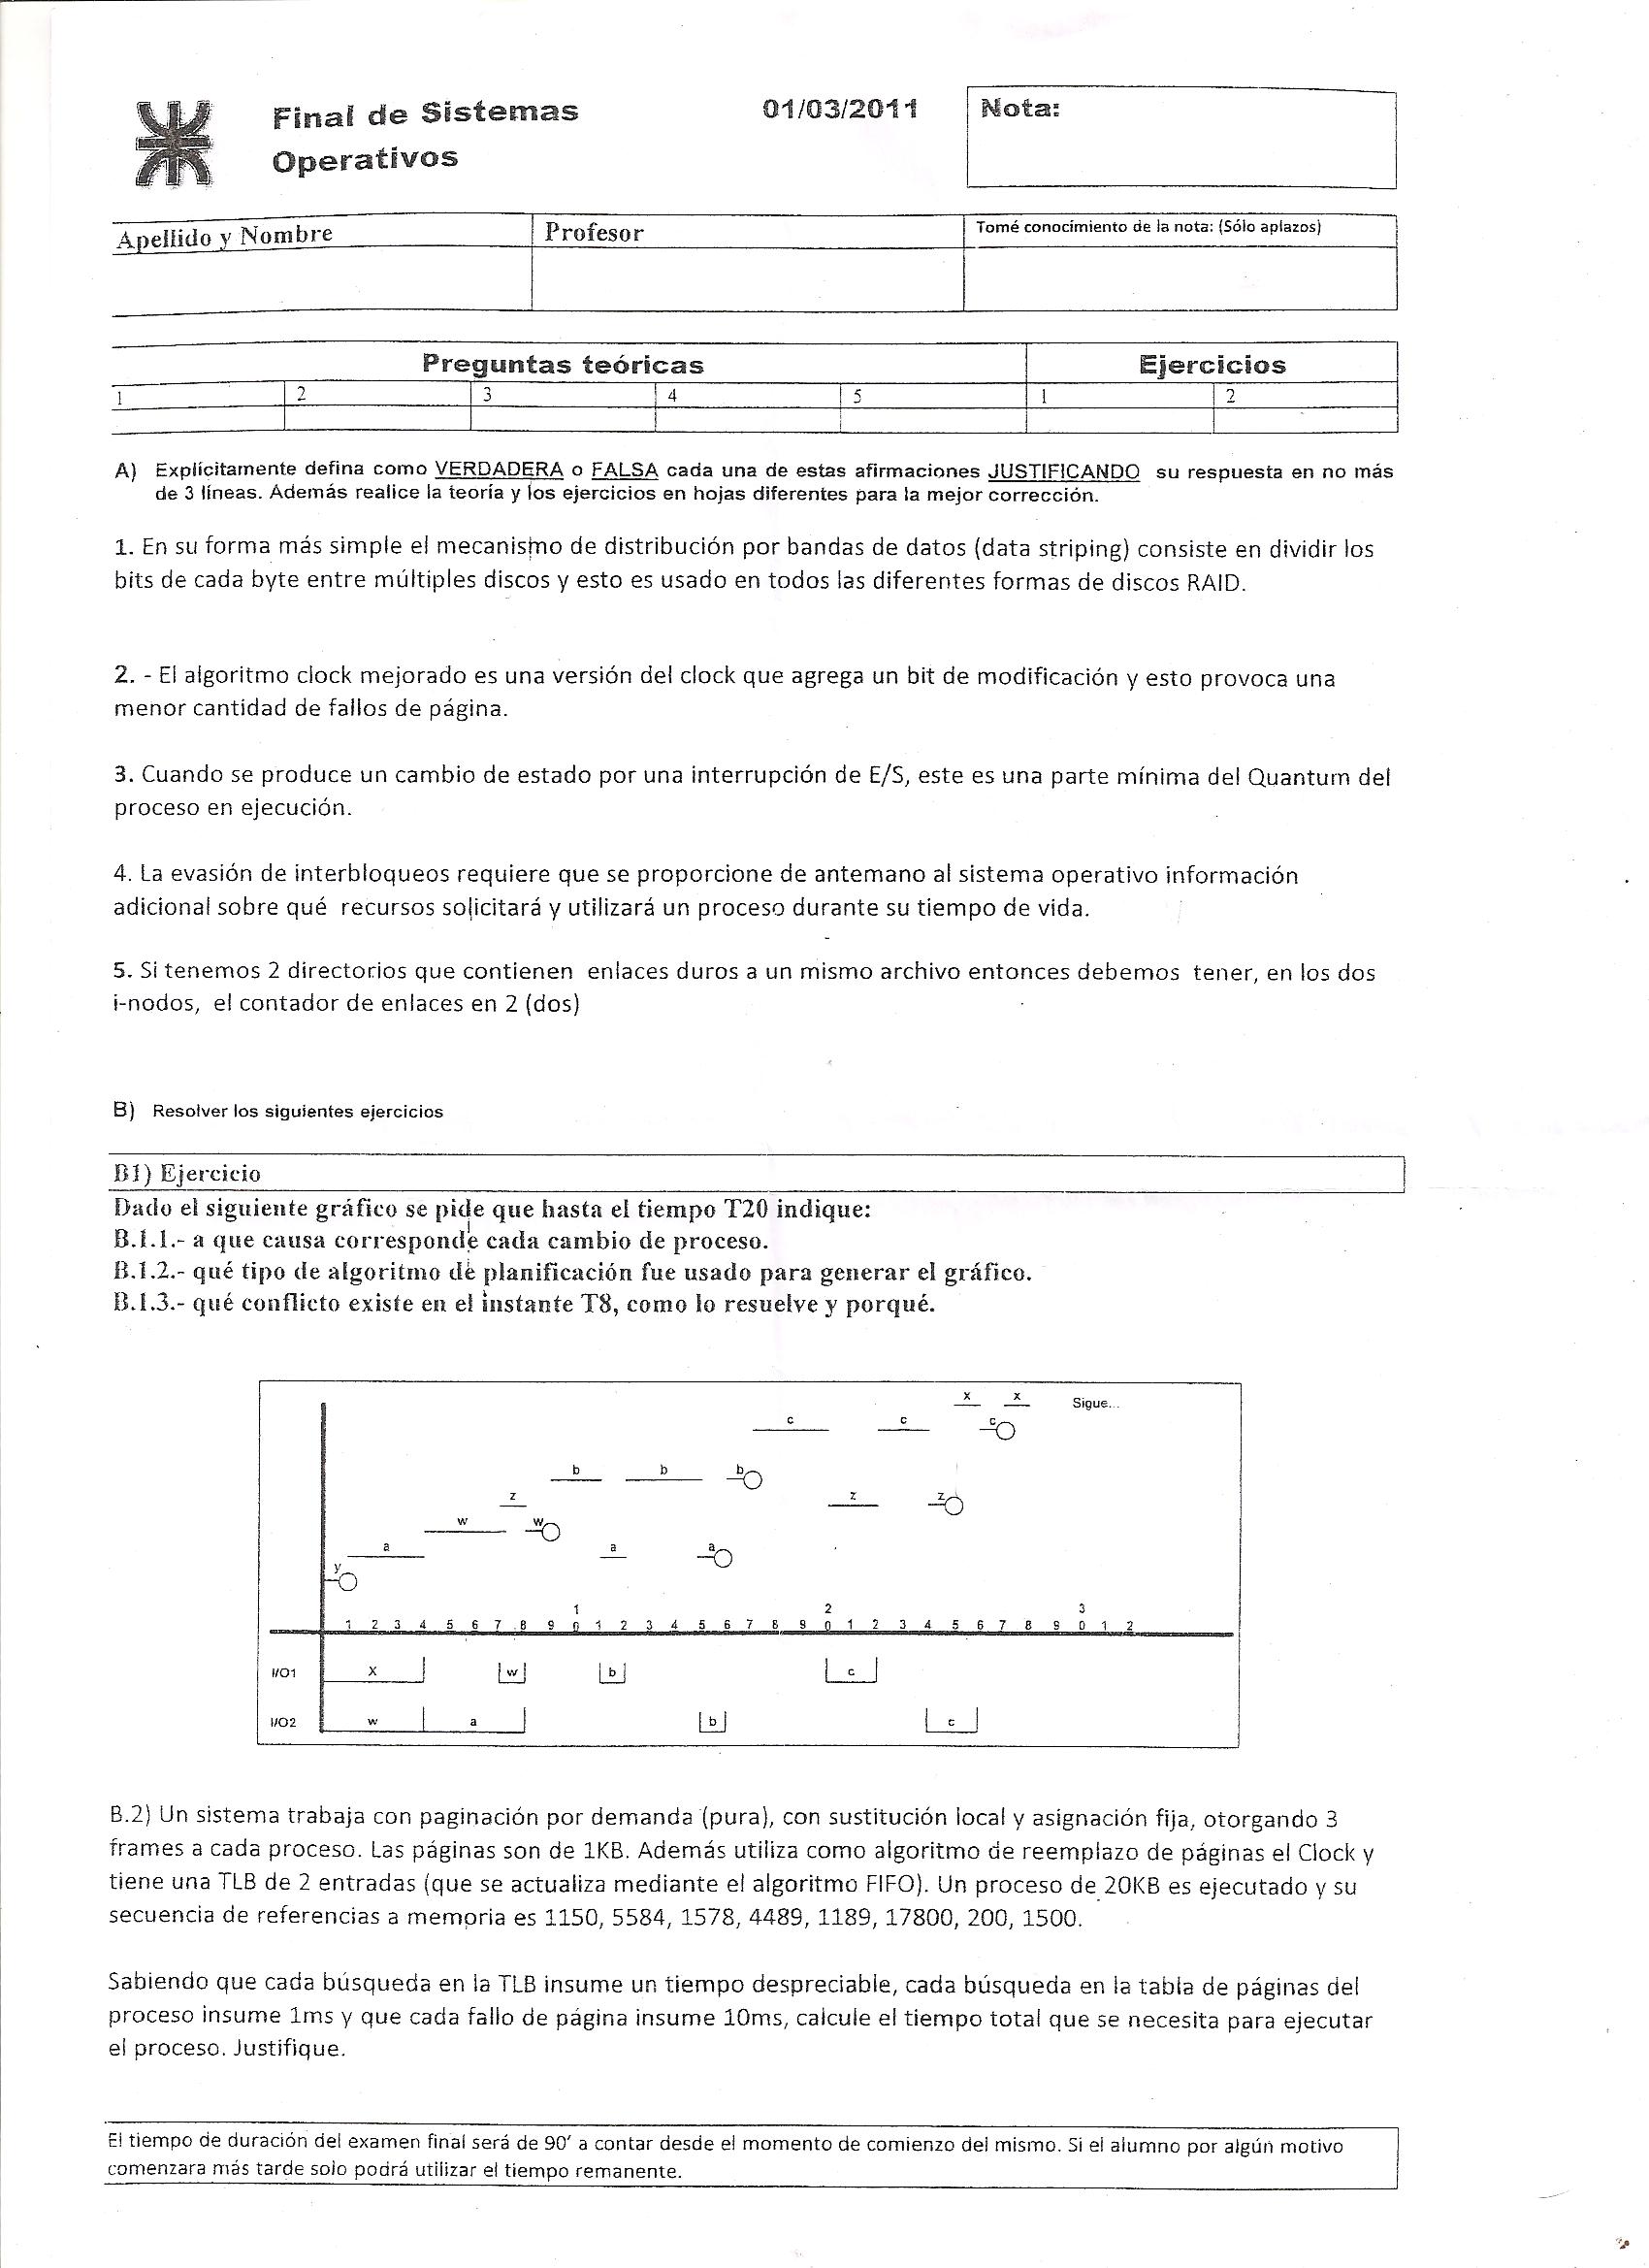 Final de Sistemas
Operativos
01/03/2011
Nota:
Apellido y Nombre
Profesor
Tomé conocimiento de la nota: (Sólo aplazos)
Preguntas teóricas
Ejercicios
1 2 3 4 5 1 2
A) Explícitamente defina como VERDADERA o FALSA cada una de estas afirmaciones JUSTIFICANDO su respuesta en no más
de 3 líneas. Además realice la teoría y los ejercicios en hojas diferentes para la mejor corrección.
1. En su forma más simple el mecanismo de distribución por bandas de datos (data striping) consiste en dividir los
bits de cada byte entre múltiples discos y esto es usado en todos las diferentes formas de discos RAID.
2. - El algoritmo clock mejorado es una versión del clock que agrega un bit de modificación y esto provoca una
menor cantidad de fallos de página.
3. Cuando se produce un cambio de estado por una interrupción de E/S, este es una parte mínima del Quantum del
proceso en ejecución.
4. La evasión de interbloqueos requiere que se proporcione de antemano al sistema operativo información
adicional sobre qué recursos solicitará y utilizará un proceso durante su tiempo de vida.
5. Si tenemos 2 directorios que contienen enlaces duros a un mismo archivo entonces debemos tener, en los dos
i-nodos, el contador de enlaces en 2 (dos)
B) Resolver los siguientes ejercicios
B1) Ejercicio
Dado el siguiente gráfico se pide que hasta el tiempo T20 indique:
B.1.1.- a que causa corresponde cada cambio de proceso.
B.1.2.- qué tipo de algoritmo de planificación fue usado para generar el gráfico.
B.1.3.- qué conflicto existe en el instante T8, como lo resuelve y porqué.
x x Sigue...
c c c
b b b
z z z
w w
a a a
y
1 2 3
1 2 3 4 5 6 7 8 9 0 1 2 3 4 5 6 7 8 9 0 1 2 3 4 5 6 7 8 9 0 1 2
I/O1 X w b c
I/O2 w a b c
B.2) Un sistema trabaja con paginación por demanda (pura), con sustitución local y asignación fija, otorgando 3
frames a cada proceso. Las páginas son de 1KB. Además utiliza como algoritmo de reemplazo de páginas el Clock y
tiene una TLB de 2 entradas (que se actualiza mediante el algoritmo FIFO). Un proceso de 20KB es ejecutado y su
secuencia de referencias a memoria es 1150, 5584, 1578, 4489, 1189, 17800, 200, 1500.
Sabiendo que cada búsqueda en la TLB insume un tiempo despreciable, cada búsqueda en la tabla de páginas del
proceso insume 1ms y que cada fallo de página insume 10ms, calcule el tiempo total que se necesita para ejecutar
el proceso. Justifique.
El tiempo de duración del examen final será de 90' a contar desde el momento de comienzo del mismo. Si el alumno por algún motivo
comenzara más tarde solo podrá utilizar el tiempo remanente.